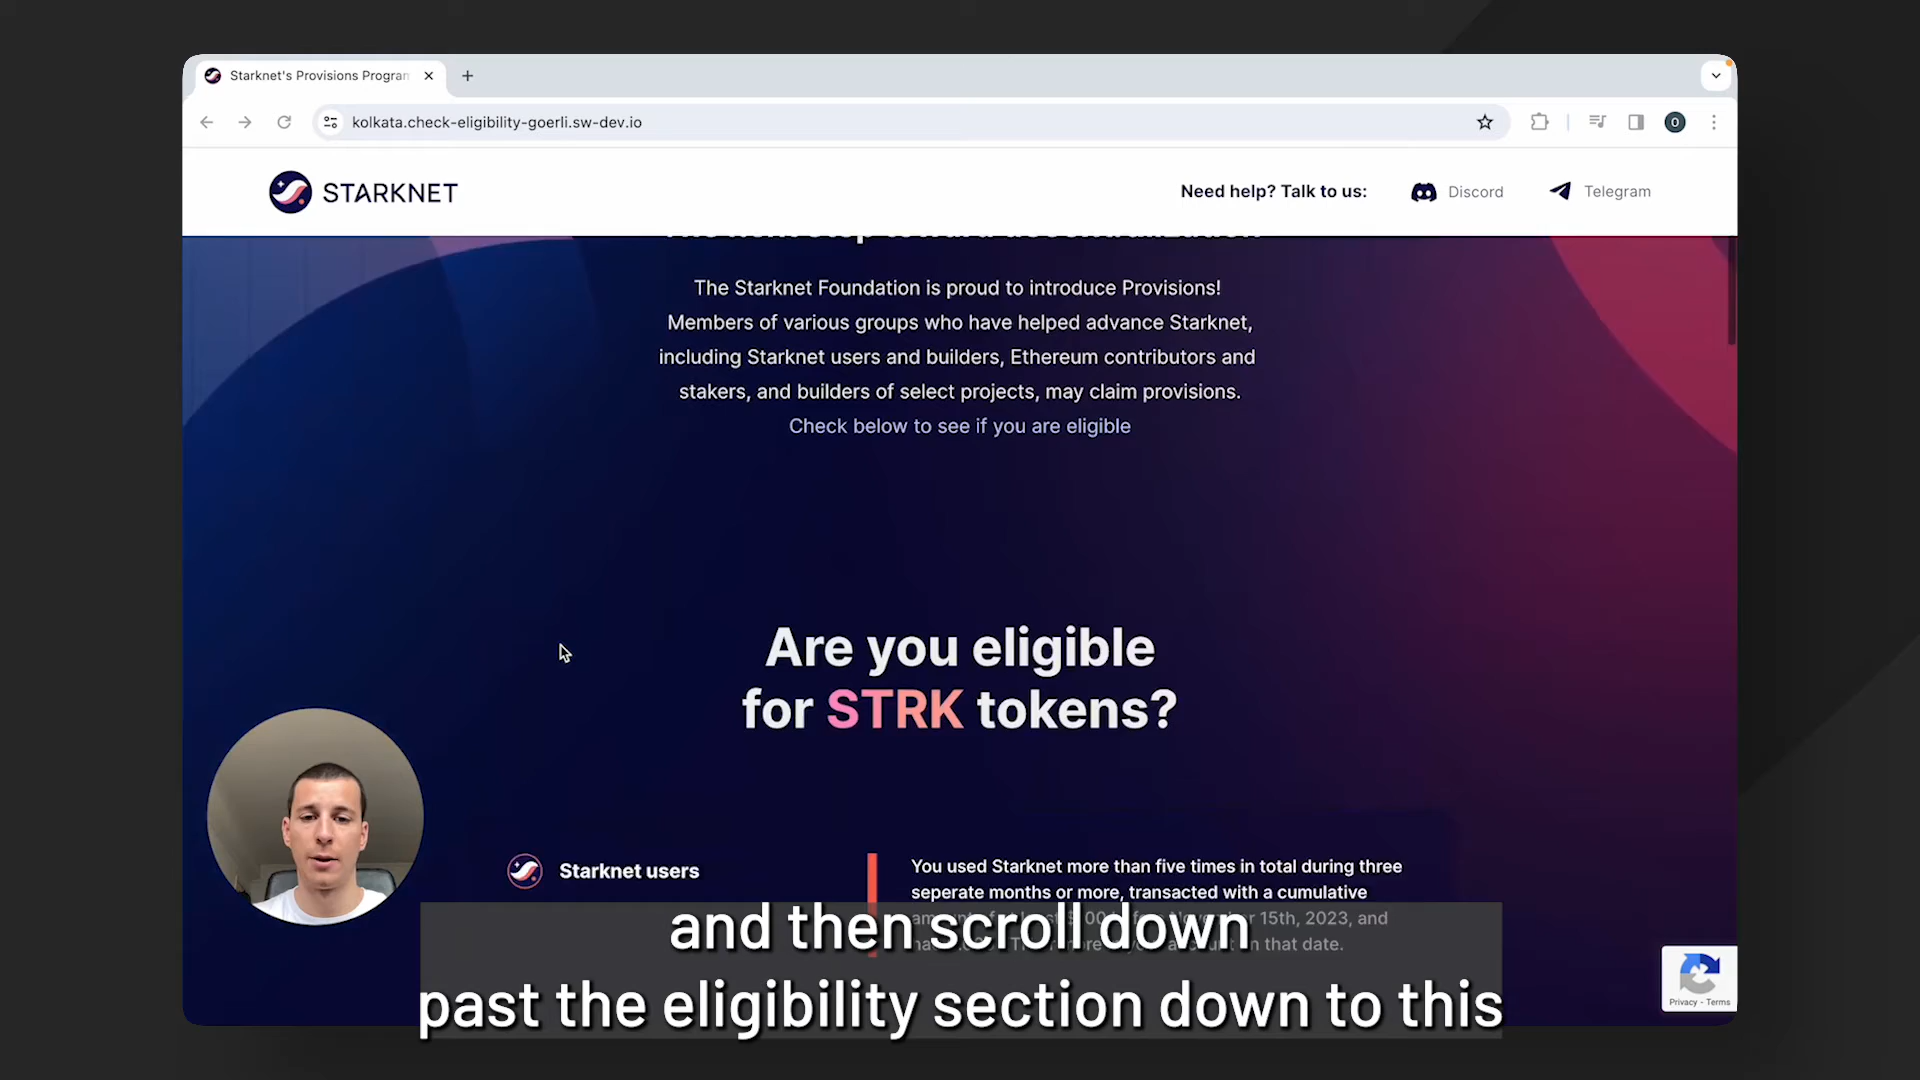 Starknet's Provisions Program
kolkata.check-eligibility-goerli.sw-dev.io
O
STARKNET
Need help? Talk to us:
Discord
Telegram
The Starknet Foundation is proud to introduce Provisions!
Members of various groups who have helped advance Starknet,
including Starknet users and builders, Ethereum contributors and
stakers, and builders of select projects, may claim provisions.
Check below to see if you are eligible
Are you eligible
for STRK tokens?
Starknet users
You used Starknet more than five times in total during three
seperate months or more, transacted with a cumulative
15th, 2023, and
that date.
and then scroll down
past the eligibility section down to this
Privacy - Terms